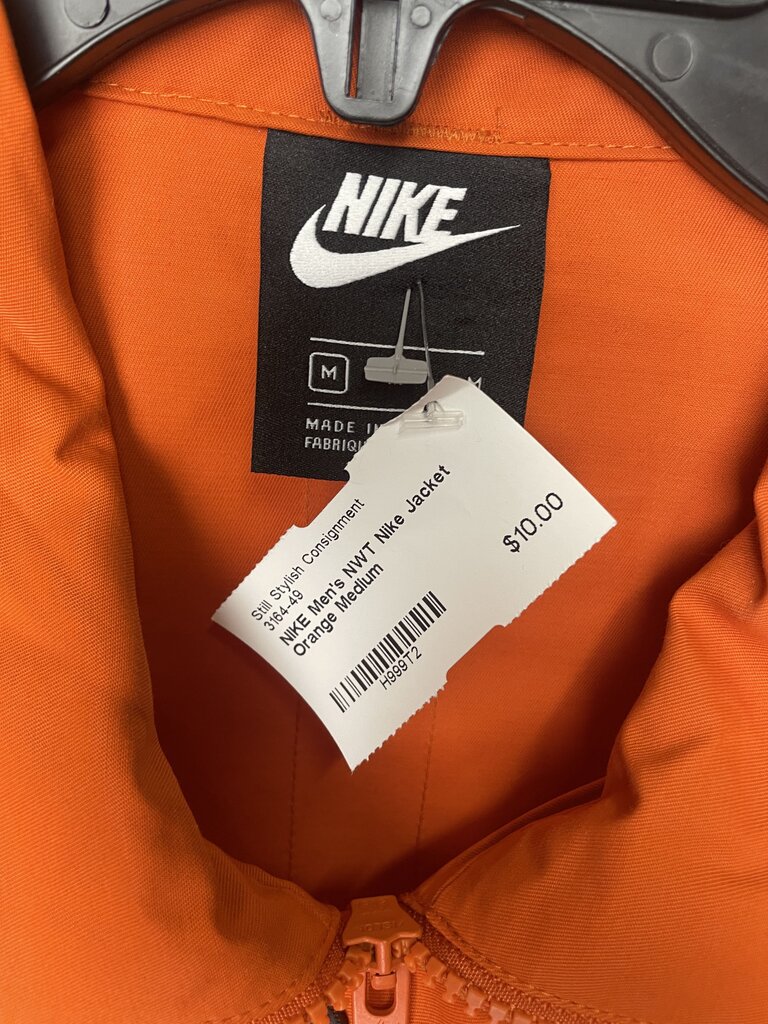 NIKE
M M
MADE IN
FABRIQU
Still Stylish Consignment
3164-49
NIKE Men's NWT Nike Jacket
Orange Medium
$10.00
H999T2